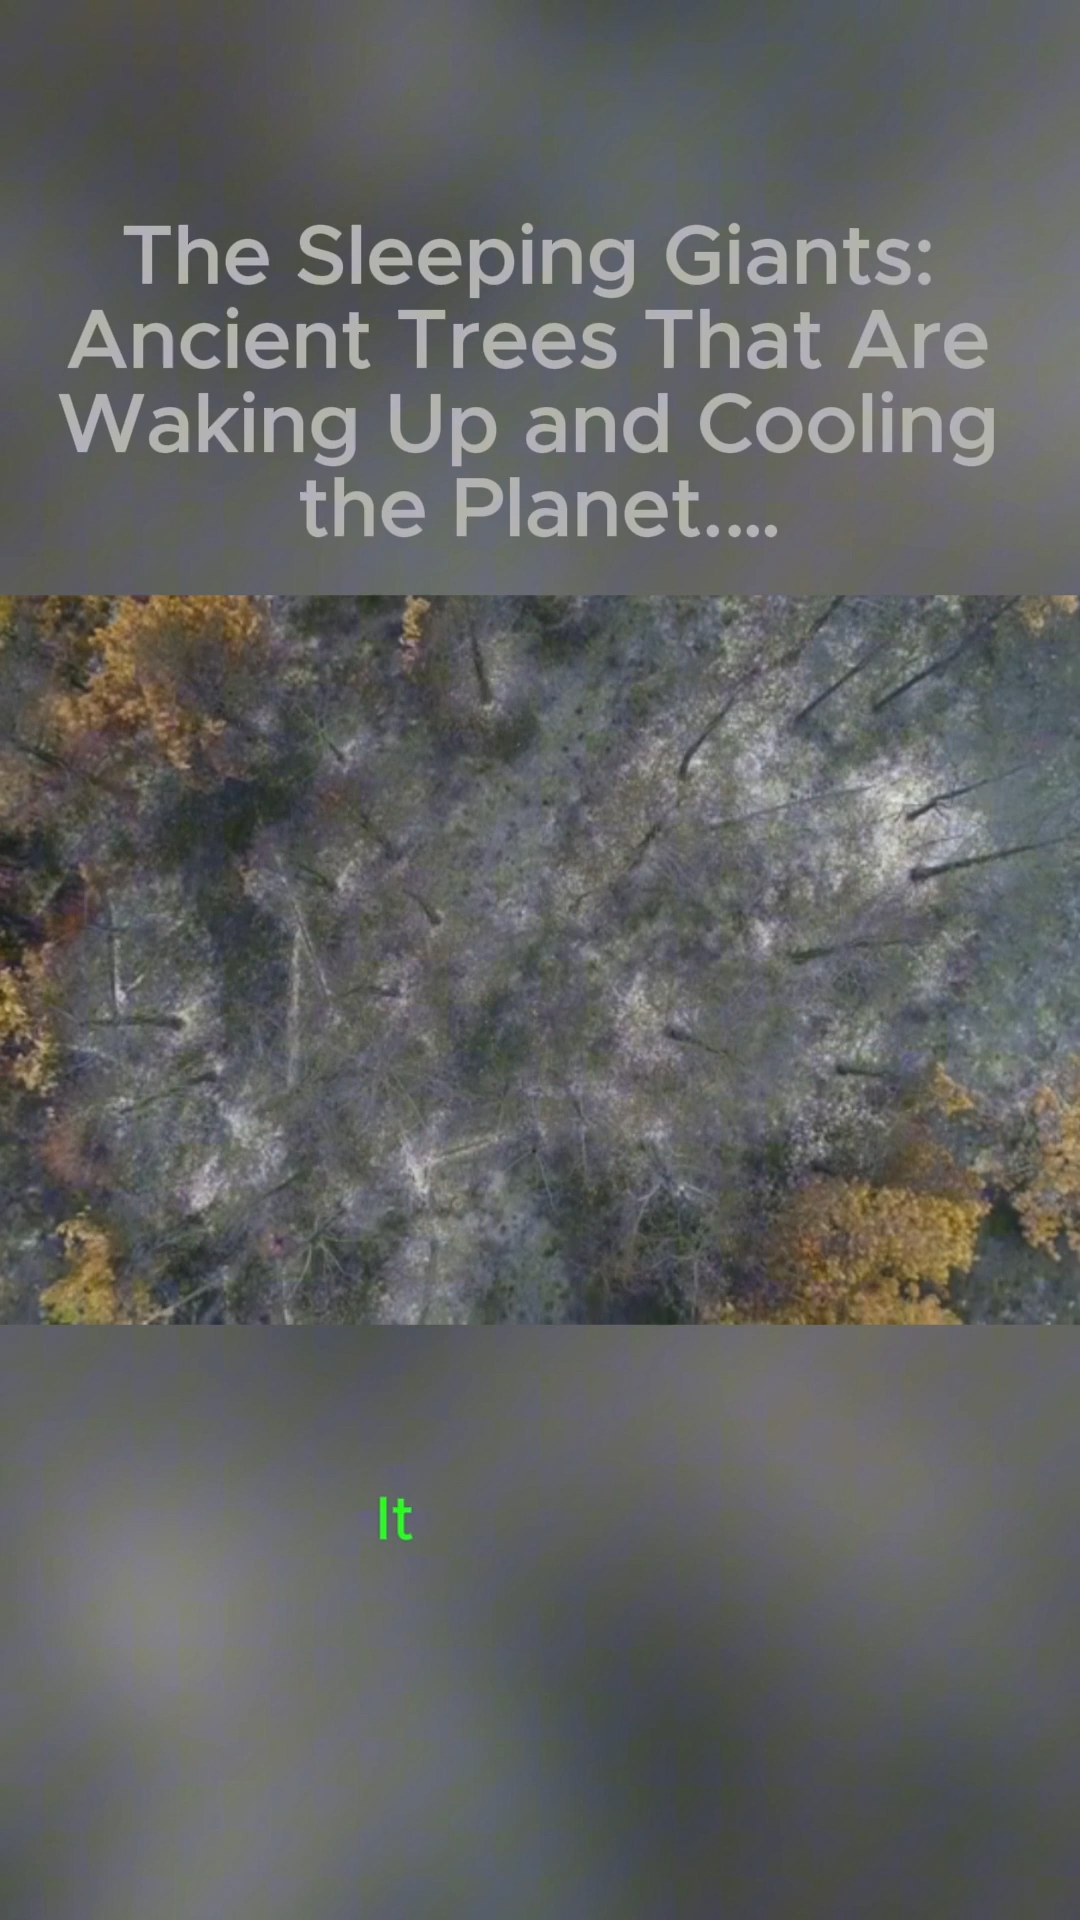 The Sleeping Giants:
Ancient Trees That Are
Waking Up and Cooling
the Planet....
It